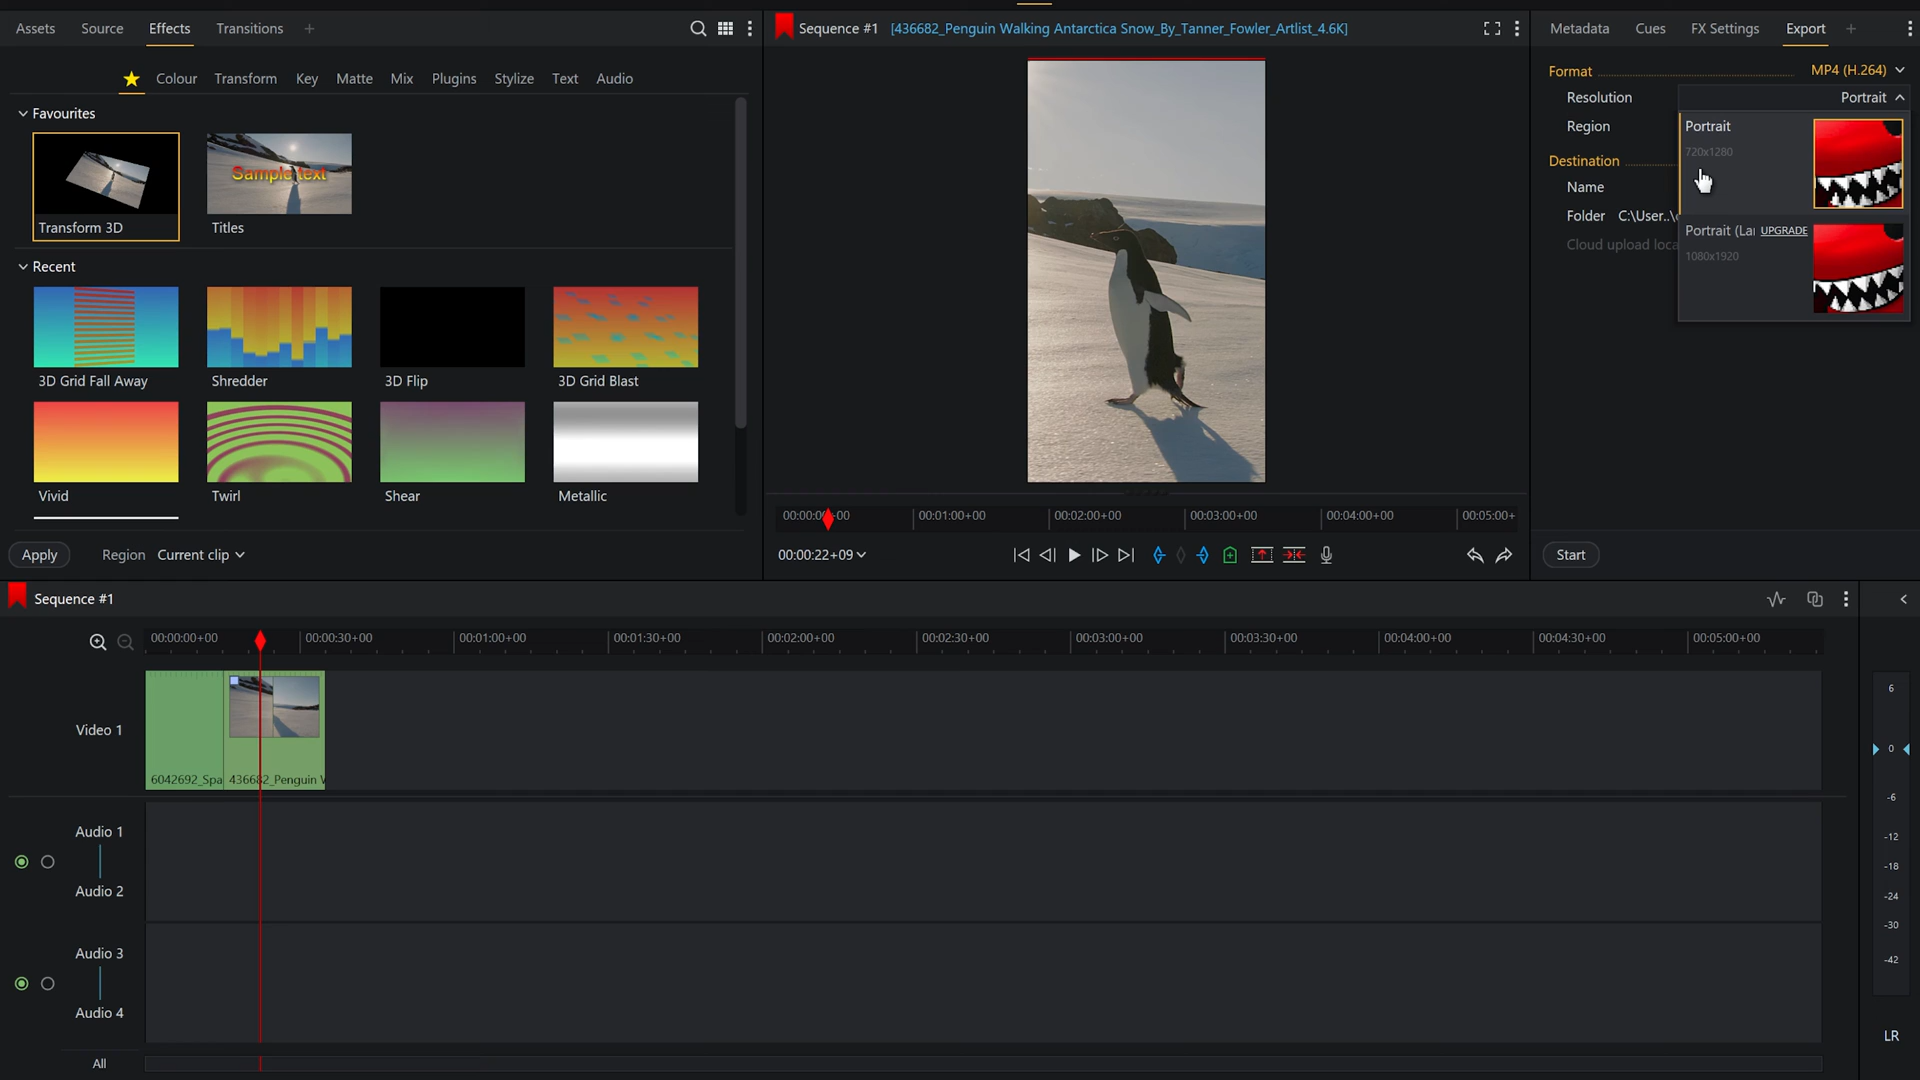 Assets Source Effects Transitions +
Colour Transform Key Matte Mix Plugins Stylize Text Audio
Favourites
Sample text
Transform 3D Titles
Recent
3D Grid Fall Away Shredder 3D Flip 3D Grid Blast
Vivid Twirl Shear Metallic
Apply Region Current clip
Sequence #1 [436682_Penguin Walking Antarctica Snow_By_Tanner_Fowler_Artlist_4.6K]
00:01:00+00 00:02:00+00 00:03:00+00 00:04:00+00 00:05:00+
00:00:22+09
Metadata Cues FX Settings Export +
Format MP4 (H.264)
Resolution Portrait
Region
Portrait
720x1280
Destination
Name
Folder C:\User..\
Portrait (La UPGRADE
1080x1920
Cloud upload loca
Start
Sequence #1
00:00:00+00 00:00:30+00 00:01:00+00 00:01:30+00 00:02:00+00 00:02:30+00 00:03:00+00 00:03:30+00 00:04:00+00 00:04:30+00 00:05:00+00
Video 1
6042692_Spa 436682_Penguin W
Audio 1
Audio 2
Audio 3
Audio 4
All
6
0
-6
-12
-18
-24
-30
-42
LR